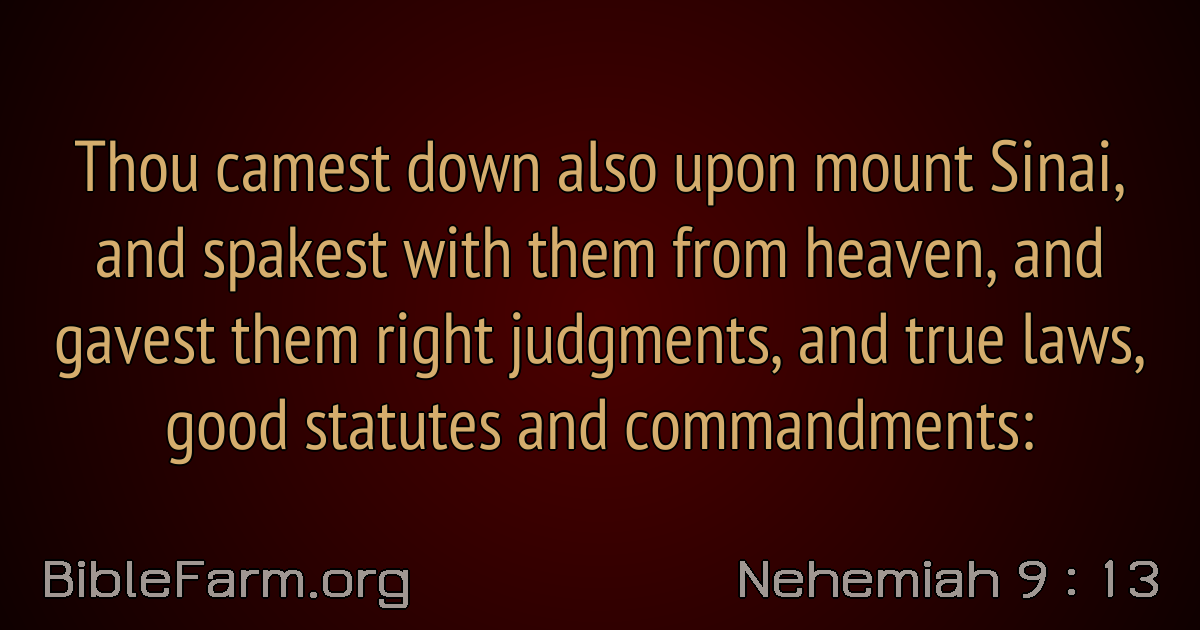 Thou camest down also upon mount Sinai,
and spakest with them from heaven, and
gavest them right judgments, and true laws,
good statutes and commandments:
BibleFarm.org
Nehemiah 9 : 13